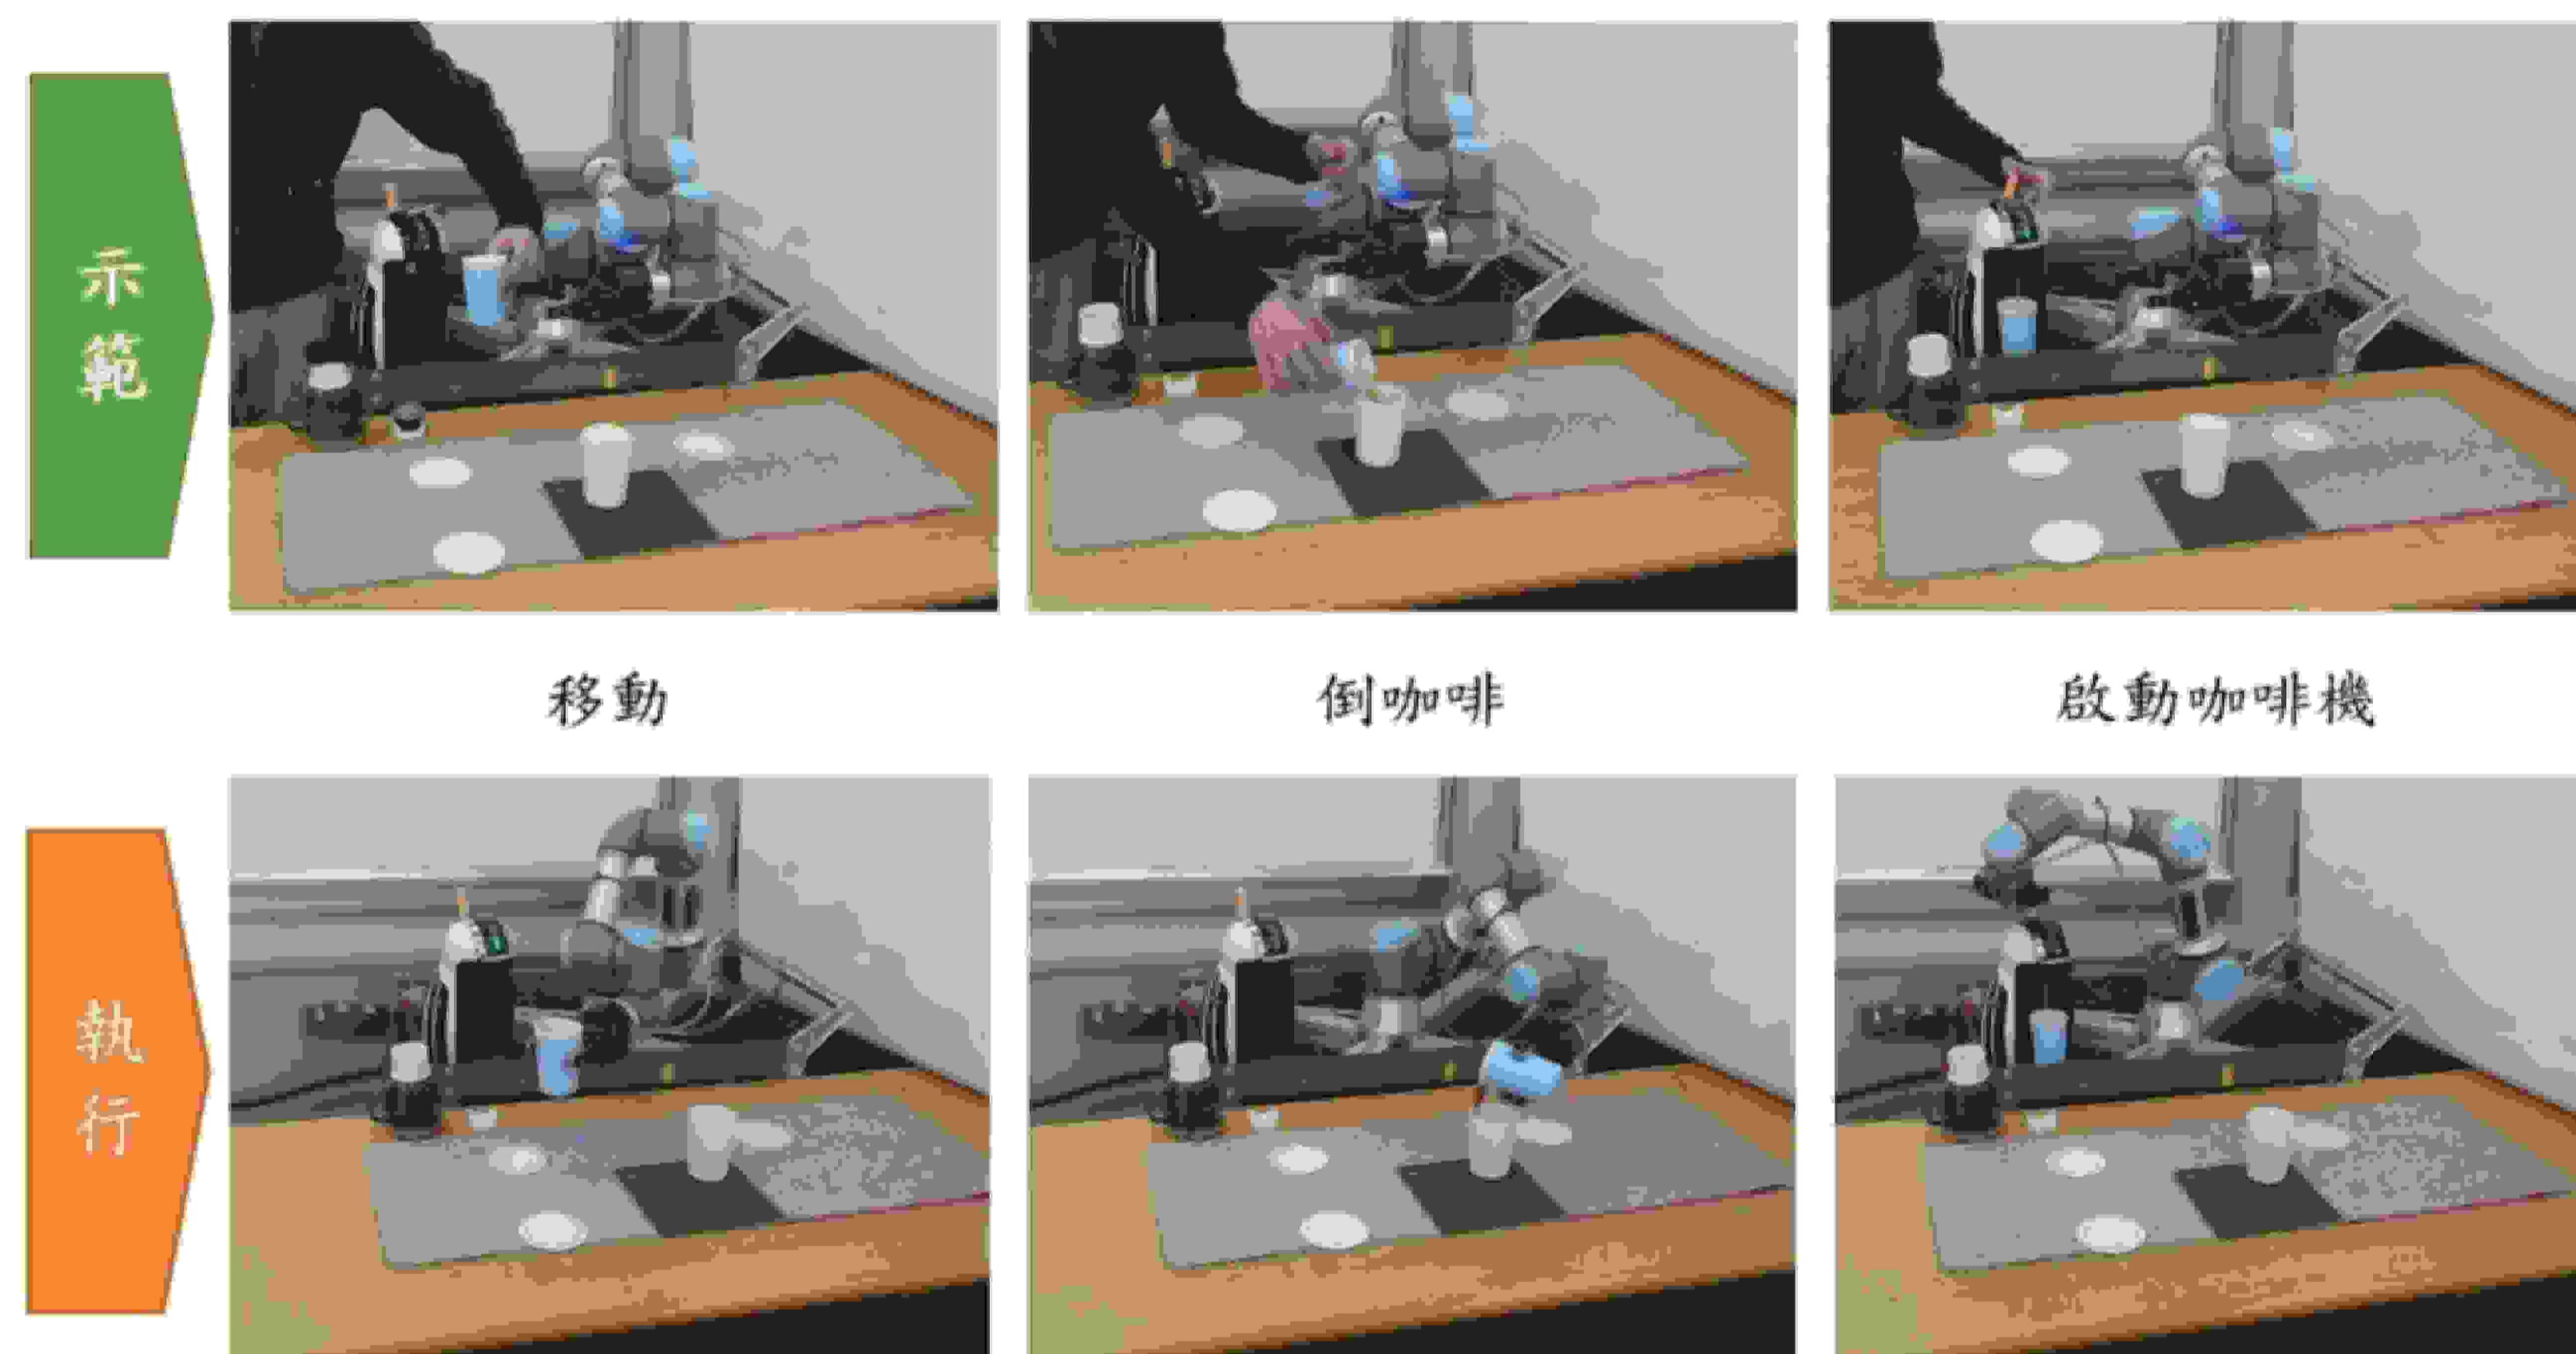 示範
移動
倒咖啡
啟動咖啡機
執行